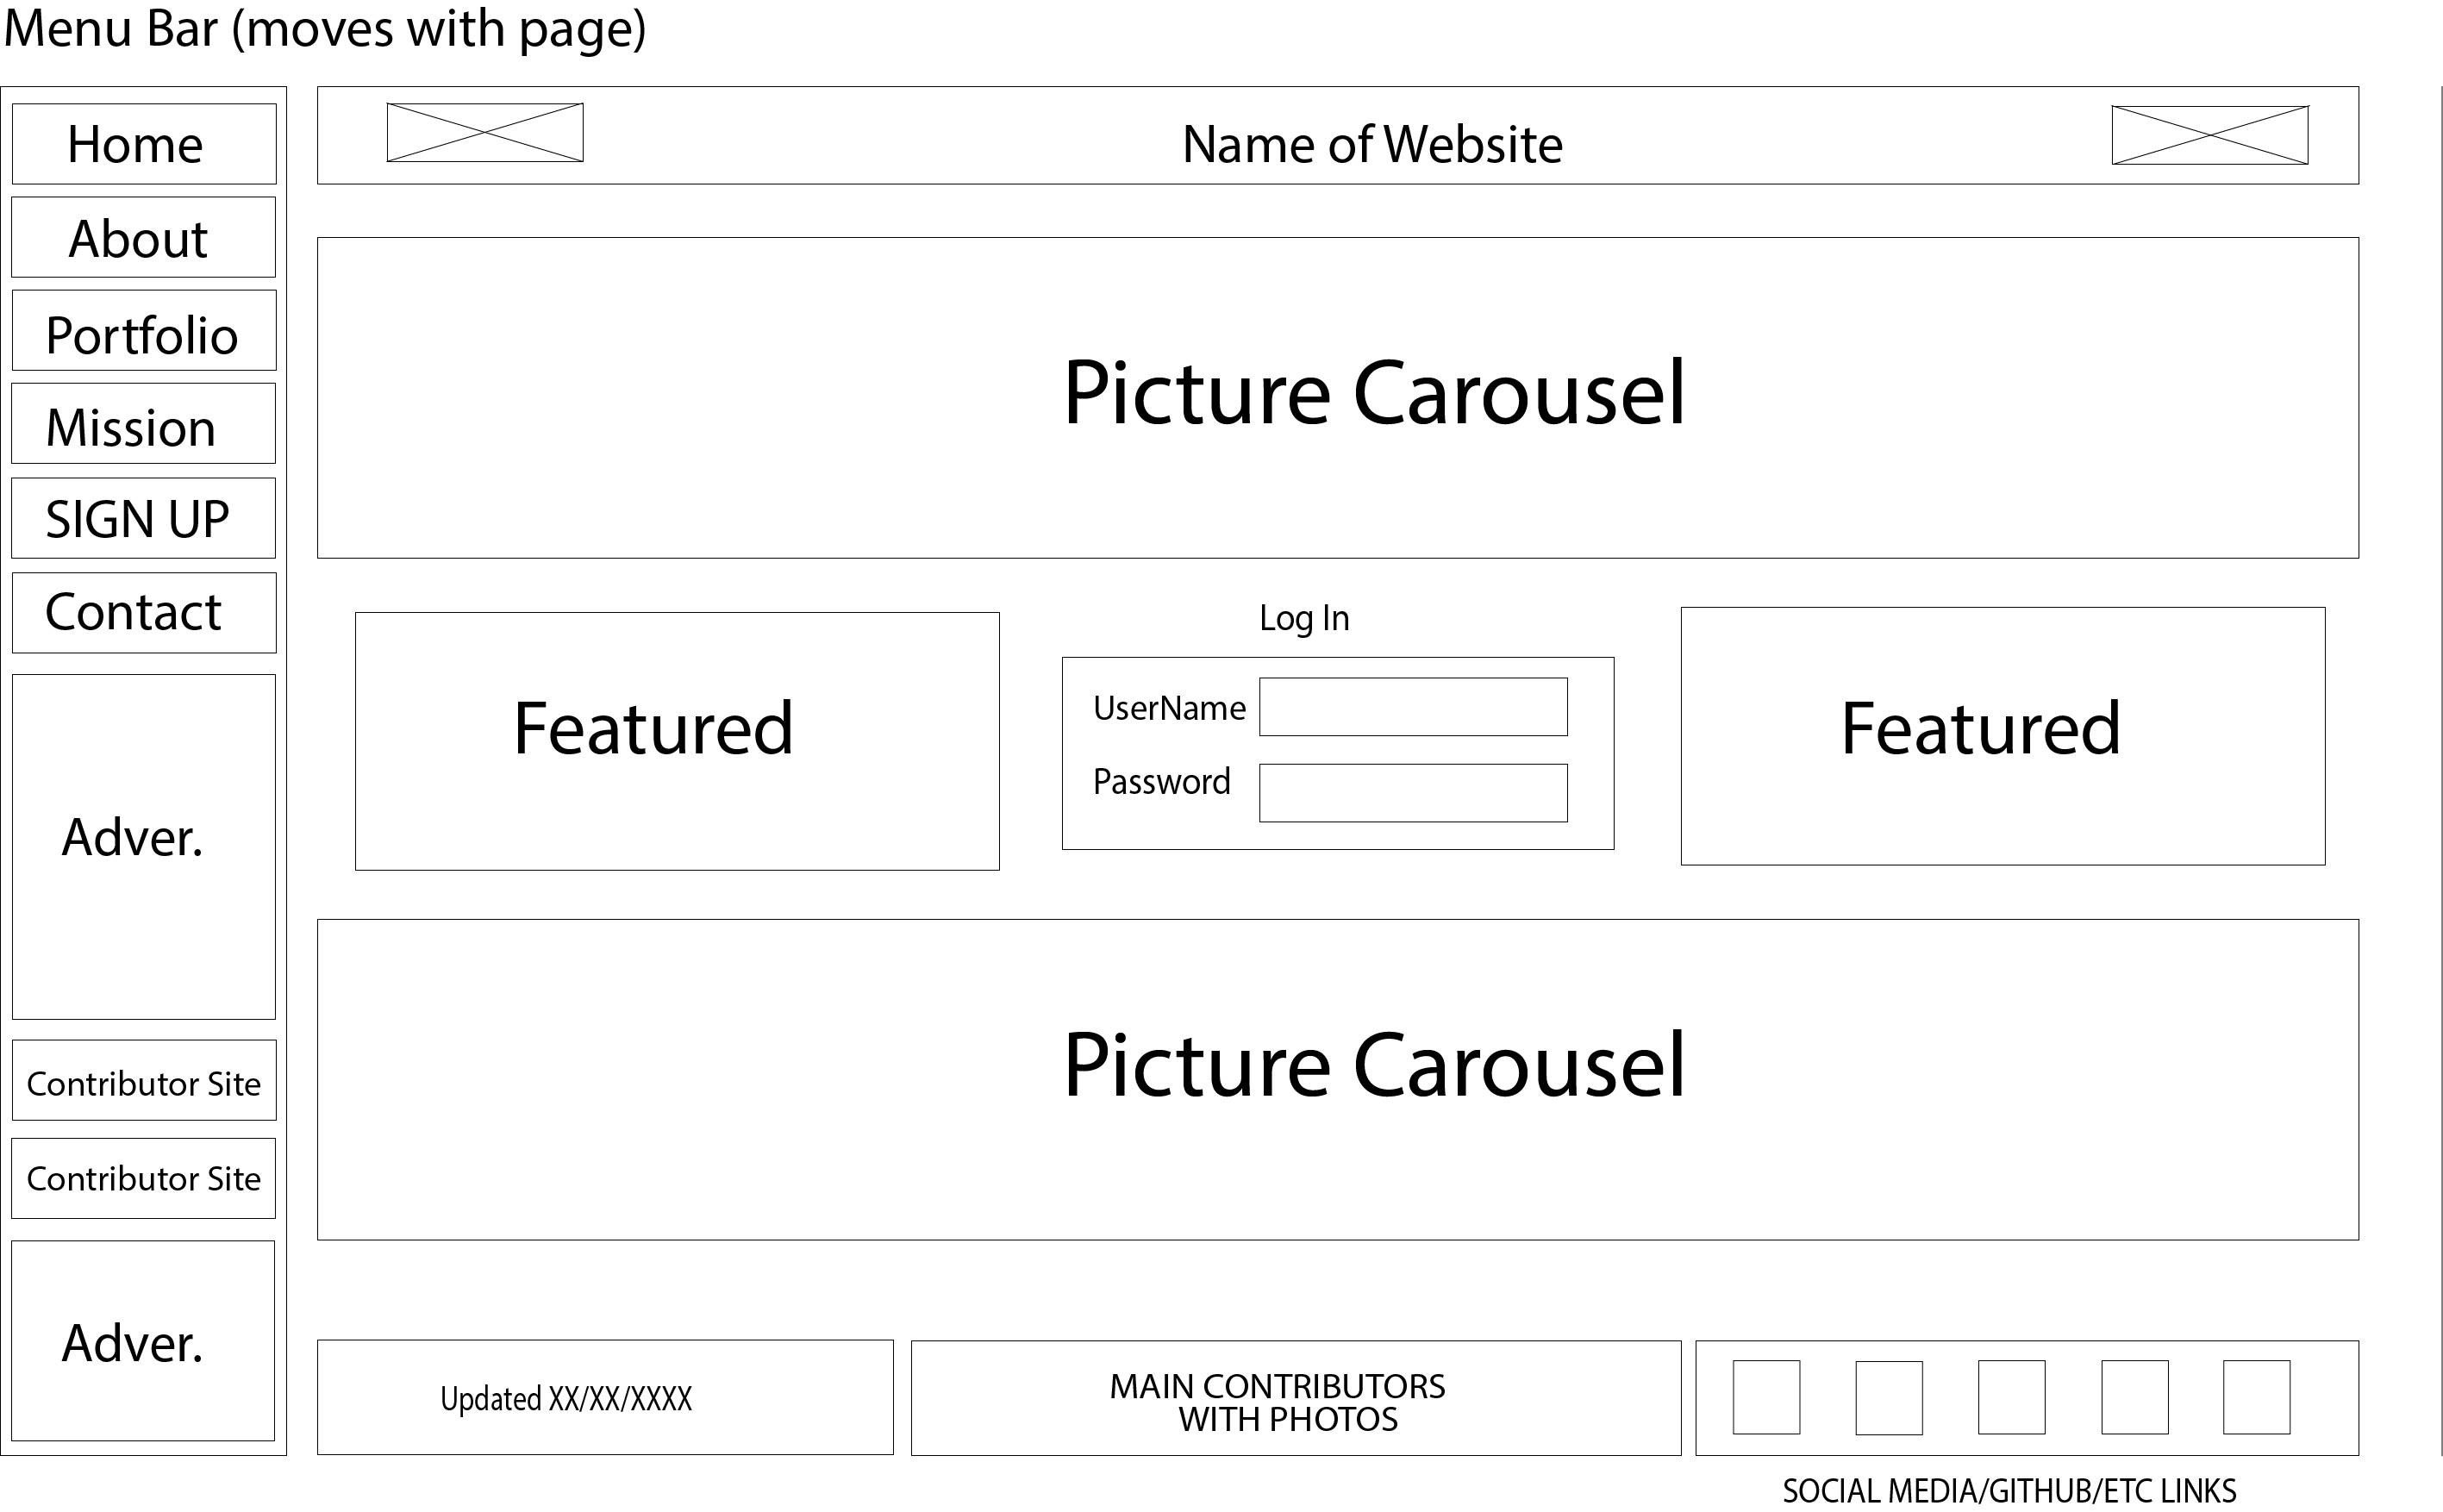 Menu Bar (moves with page)
Home
About
Portfolio
Mission
SIGN UP
Contact
Adver.
Contributor Site
Contributor Site
Adver.
Name of Website
Picture Carousel
Featured
Log In
UserName
Password
Featured
Picture Carousel
Updated XX/XX/XXXX
MAIN CONTRIBUTORS
WITH PHOTOS
SOCIAL MEDIA/GITHUB/ETC LINKS